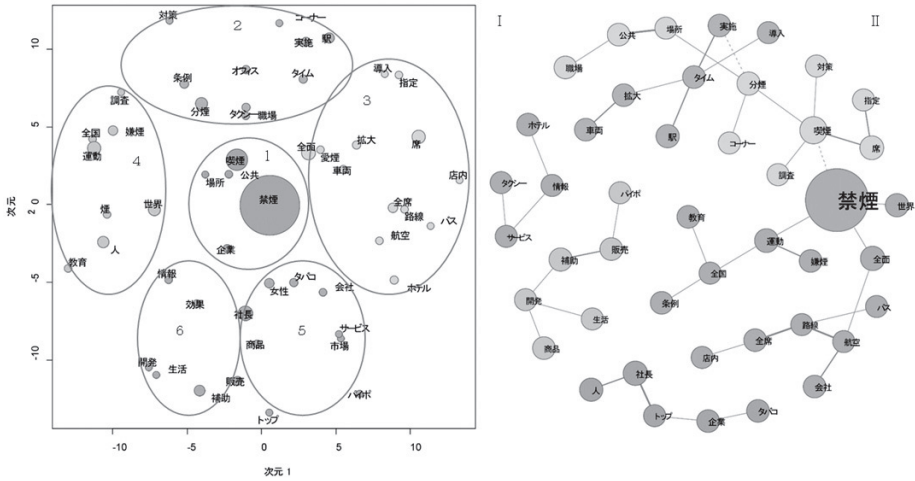 I
II
対策
2
コーナー
実施
駅
オフィス
タイム
条例
分煙
タクシー
職場
導入
指定
3
調査
嫌煙
全国
運動
4
煙
世界
人
教育
1
喫煙
場所
公共
禁煙
企業
全面
愛煙
拡大
車両
席
店内
全席
路線
バス
航空
ホテル
情報
効果
6
開発
生活
補助
販売
女性
タバコ
会社
社長
商品
5
サービス
市場
パイポ
トップ
10
5
0
-5
-10
次元 2
-10
-5
0
5
10
次元 1
公共
場所
職場
実施
導入
タイム
拡大
車両
駅
分煙
コーナー
対策
指定
喫煙
席
調査
禁煙
世界
ホテル
タクシー
情報
サービス
パイポ
補助
販売
開発
生活
商品
教育
運動
嫌煙
全国
条例
全面
バス
路線
全席
航空
店内
会社
社長
人
トップ
企業
タバコ